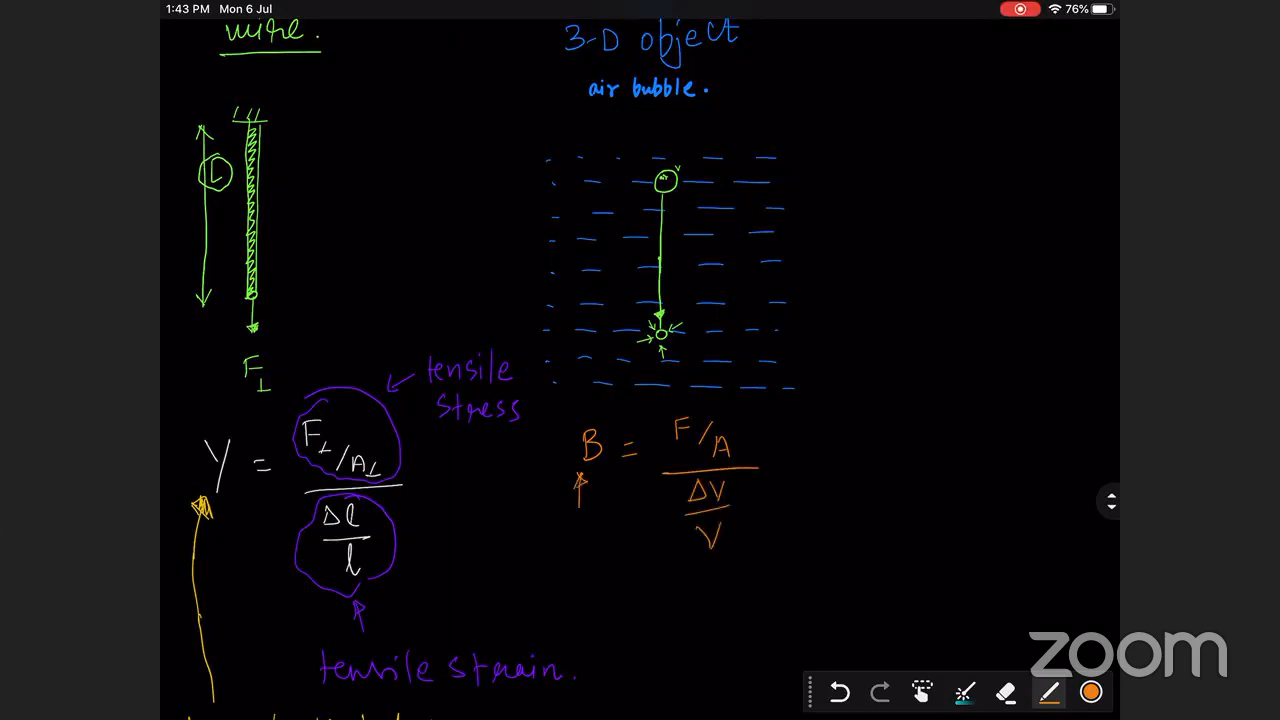 1:43 PM Mon 6 Jul
76%
wire.
3-D object
air bubble.
L
air
V
F⊥
tensile
stress
Y = F⊥/A⊥
Δl
l
B = F/A
ΔV
V
tensile strain.
zoom